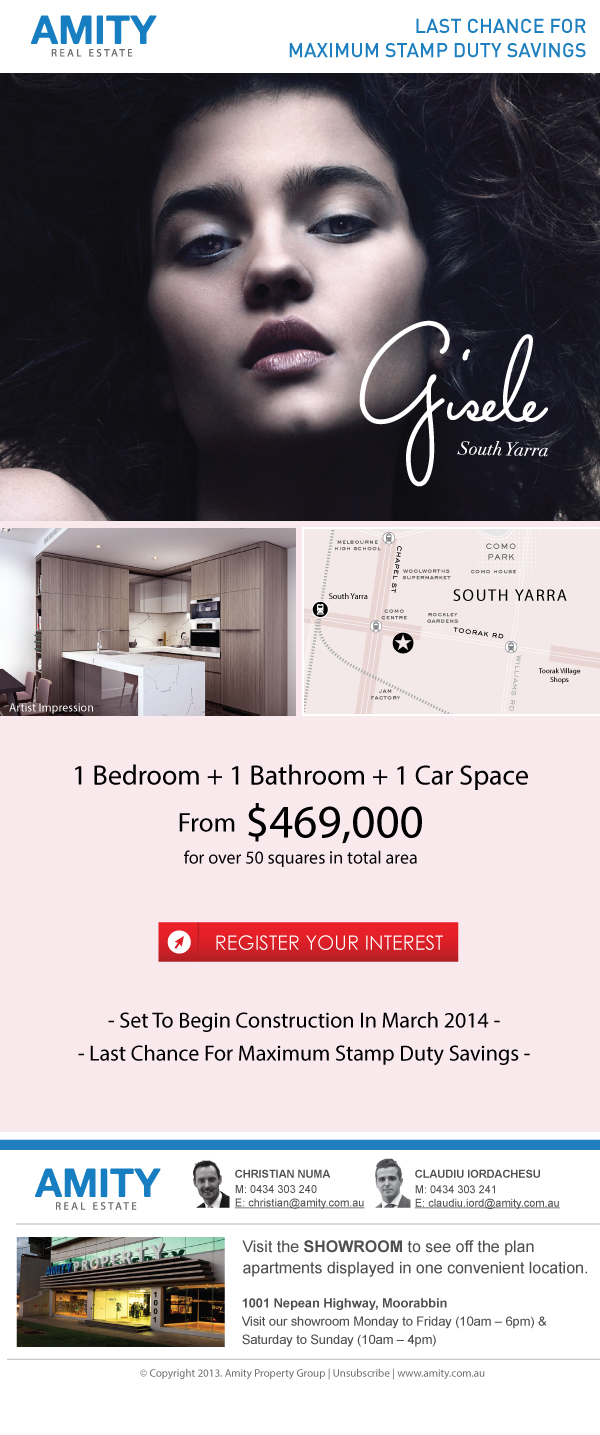 AMITY
REAL ESTATE
LAST CHANCE FOR
MAXIMUM STAMP DUTY SAVINGS
Gisele
South Yarra
Artist Impression
MELBOURNE
HIGH SCHOOL
CHAPEL ST
WOOLWORTHS
SUPERMARKET
COMO
PARK
COMO HOUSE
SOUTH YARRA
South Yarra
COMO
CENTRE
ROCKLEY
GARDENS
TOORAK RD
WILLIAMS RD
Toorak Village
Shops
JAM
FACTORY
1 Bedroom + 1 Bathroom + 1 Car Space
From $469,000
for over 50 squares in total area
REGISTER YOUR INTEREST
- Set To Begin Construction In March 2014 -
- Last Chance For Maximum Stamp Duty Savings -
AMITY
REAL ESTATE
CHRISTIAN NUMA
M: 0434 303 240
E: christian@amity.com.au
CLAUDIU IORDACHESU
M: 0434 303 241
E: claudiu.iord@amity.com.au
AMITY PROPERTY
1001
Visit the SHOWROOM to see off the plan
apartments displayed in one convenient location.
1001 Nepean Highway, Moorabbin
Visit our showroom Monday to Friday (10am – 6pm) &
Saturday to Sunday (10am – 4pm)
© Copyright 2013. Amity Property Group | Unsubscribe | www.amity.com.au